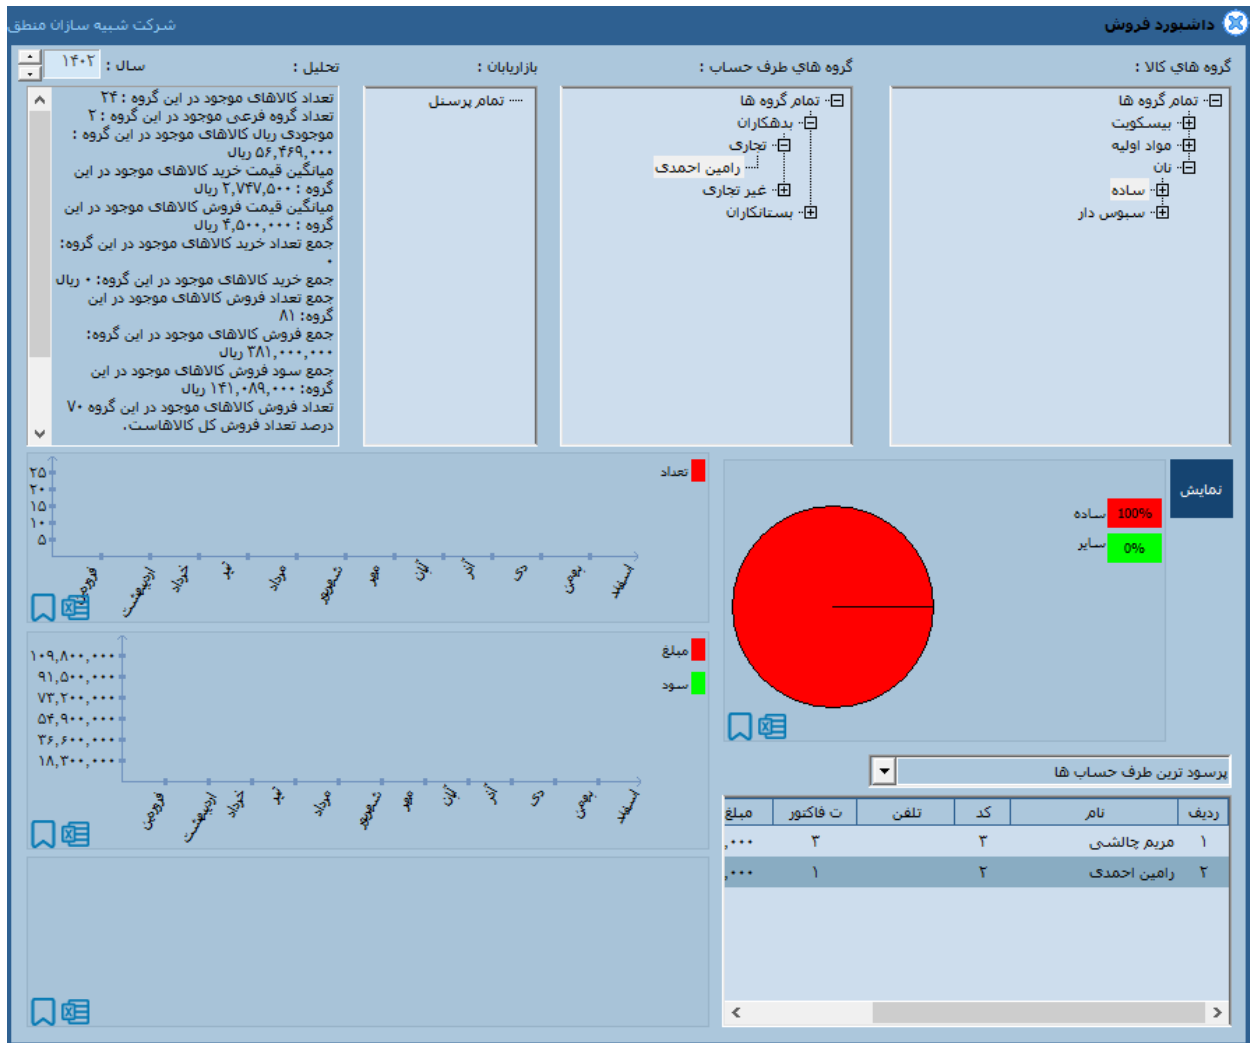 داشبورد فروش
شرکت شبیه سازان منطق
گروه هاي کالا :
گروه هاي طرف حساب :
بازاریابان :
تحلیل :
سال :
۱۴۰۲
تمام گروه ها
بیسکویت
مواد اولیه
نان
ساده
سبوس دار
تمام گروه ها
بدهکاران
تجاری
رامین احمدی
غیر تجاری
بستانکاران
تمام پرسنل
تعداد کالاهای موجود در این گروه : ۲۴
تعداد گروه فرعی موجود در این گروه : ۲
موجودی ریال کالاهای موجود در این گروه :
۵۶,۴۶۹,۰۰۰ ریال
میانگین قیمت خرید کالاهای موجود در این
گروه : ۲,۷۴۷,۵۰۰ ریال
میانگین قیمت فروش کالاهای موجود در این
گروه : ۴,۵۰۰,۰۰۰ ریال
جمع تعداد خرید کالاهای موجود در این گروه:
۰
جمع خرید کالاهای موجود در این گروه: ۰ ریال
جمع تعداد فروش کالاهای موجود در این
گروه: ۸۱
جمع فروش کالاهای موجود در این گروه:
۳۸۱,۰۰۰,۰۰۰ ریال
جمع سود فروش کالاهای موجود در این
گروه: ۱۴۱,۰۸۹,۰۰۰ ریال
تعداد فروش کالاهای موجود در این گروه ۷۰
درصد تعداد فروش کل کالاهاست.
نمایش
100% ساده
0% سایر
تعداد
۲۵
۲۰
۱۵
۱۰
۵
فروردین
اردیبهشت
خرداد
تیر
مرداد
شهریور
مهر
آبان
آذر
دی
بهمن
اسفند
مبلغ
سود
۱۰۹,۸۰۰,۰۰۰
۹۱,۵۰۰,۰۰۰
۷۳,۲۰۰,۰۰۰
۵۴,۹۰۰,۰۰۰
۳۶,۶۰۰,۰۰۰
۱۸,۳۰۰,۰۰۰
فروردین
اردیبهشت
خرداد
تیر
مرداد
شهریور
مهر
آبان
آذر
دی
بهمن
اسفند
پرسود ترین طرف حساب ها
ردیف نام کد تلفن ت فاکتور مبلغ
۱ مریم چالشی ۳ ۳ ,۰۰۰
۲ رامین احمدی ۲ ۱ ,۰۰۰